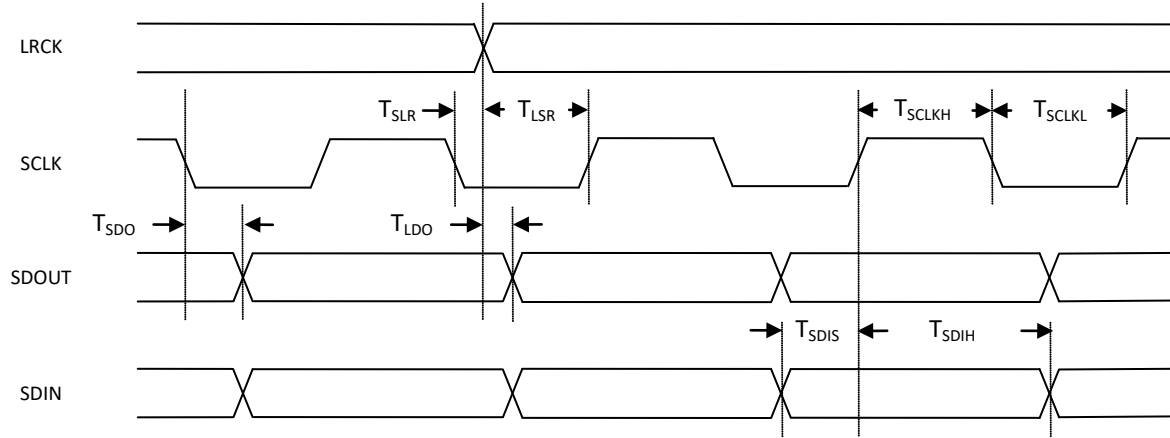 LRCK
T_SLR T_LSR T_SCLKH T_SCLKL
SCLK
T_SDO T_LDO
SDOUT
T_SDIS T_SDIH
SDIN